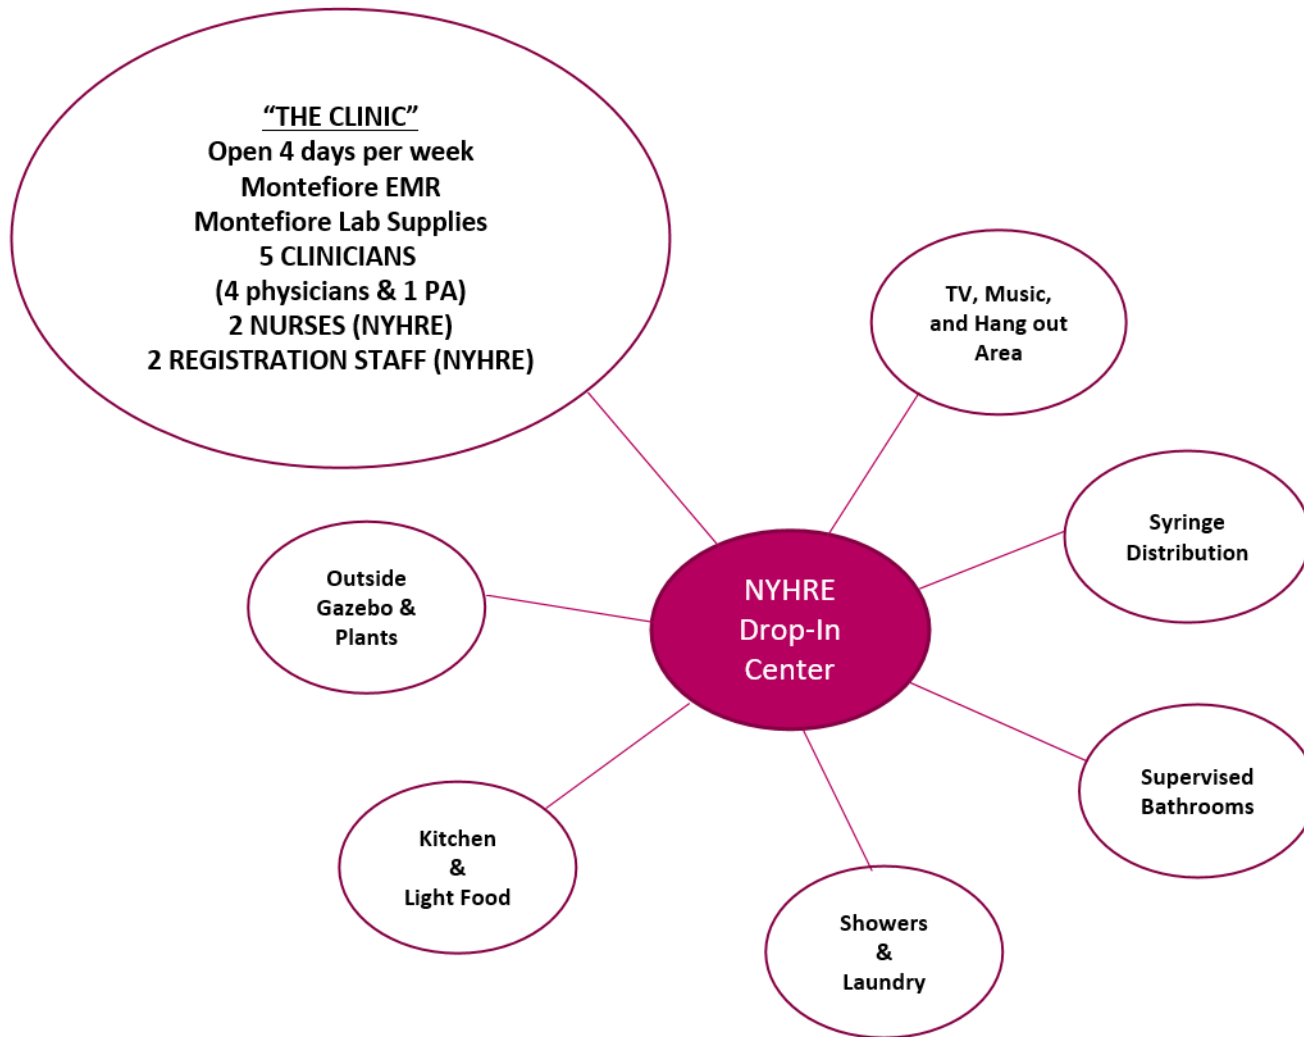 “THE CLINIC”
Open 4 days per week
Montefiore EMR
Montefiore Lab Supplies
5 CLINICIANS
(4 physicians & 1 PA)
2 NURSES (NYHRE)
2 REGISTRATION STAFF (NYHRE)
TV, Music,
and Hang out
Area
Syringe
Distribution
Outside
Gazebo &
Plants
NYHRE
Drop-In
Center
Supervised
Bathrooms
Kitchen
&
Light Food
Showers
&
Laundry